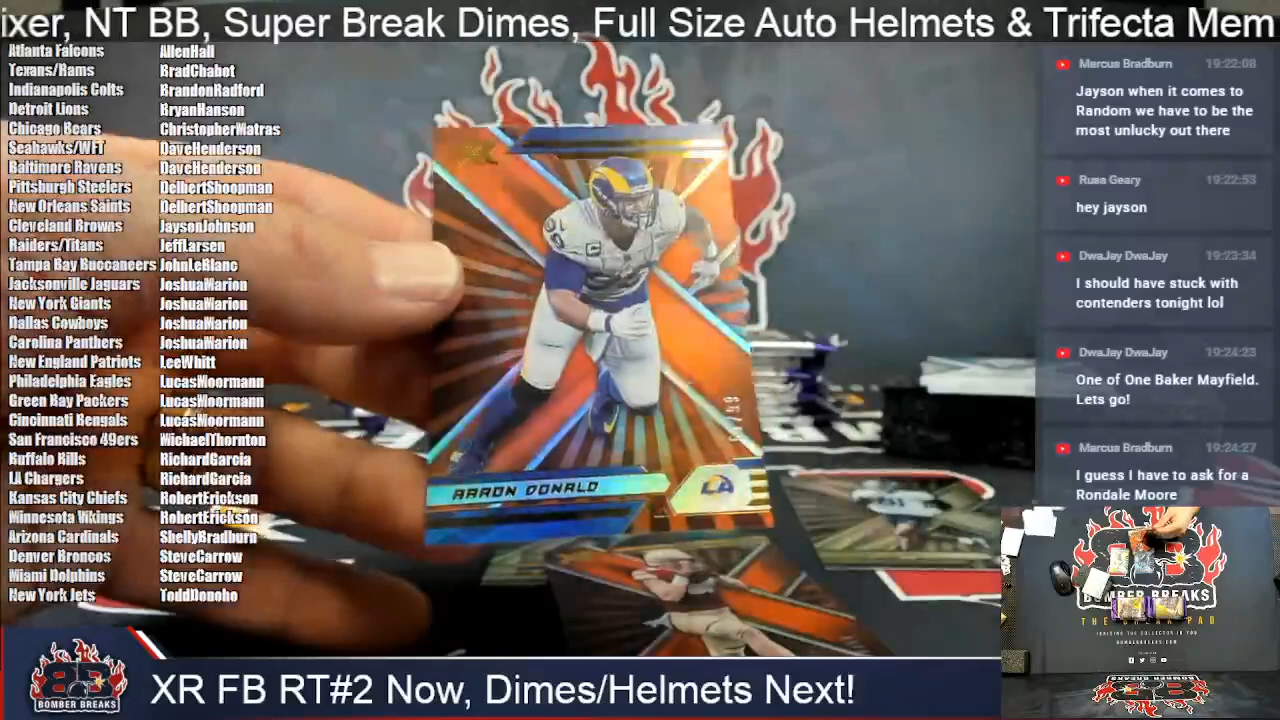 ixer, NT BB, Super Break Dimes, Full Size Auto Helmets & Trifecta Mem
Atlanta Falcons AllenHall
Texans/Rams BradChabot
Indianapolis Colts BrandonRadford
Detroit Lions BryanHanson
Chicago Bears ChristopherMatras
Seahawks/WFT DaveHenderson
Baltimore Ravens DaveHenderson
Pittsburgh Steelers DelbertShoopman
New Orleans Saints DelbertShoopman
Cleveland Browns JaysonJohnson
Raiders/Titans JeffLarsen
Tampa Bay Buccaneers JohnLeBlanc
Jacksonville Jaguars JoshuaMarion
New York Giants JoshuaMarion
Dallas Cowboys JoshuaMarion
Carolina Panthers JoshuaMarion
New England Patriots LeeWhitt
Philadelphia Eagles LucasMoormann
Green Bay Packers LucasMoormann
Cincinnati Bengals LucasMoormann
San Francisco 49ers MichaelThornton
Buffalo Bills RichardGarcia
LA Chargers RichardGarcia
Kansas City Chiefs RobertErickson
Minnesota Vikings RobertErickson
Arizona Cardinals ShellyBradburn
Denver Broncos SteveCarrow
Miami Dolphins SteveCarrow
New York Jets ToddDonoho
99
AARON DONALD
LA
Marcus Bradburn 19:22:08
Jayson when it comes to
Random we have to be the
most unlucky out there
Russ Geary 19:22:53
hey jayson
DwaJay DwaJay 19:23:34
I should have stuck with
contenders tonight lol
DwaJay DwaJay 19:24:23
One of One Baker Mayfield.
Lets go!
Marcus Bradburn 19:24:27
I guess I have to ask for a
Rondale Moore
BOMBER BREAKS
THE BREAK PAD
BOMBER BREAKS
XR FB RT#2 Now, Dimes/Helmets Next!